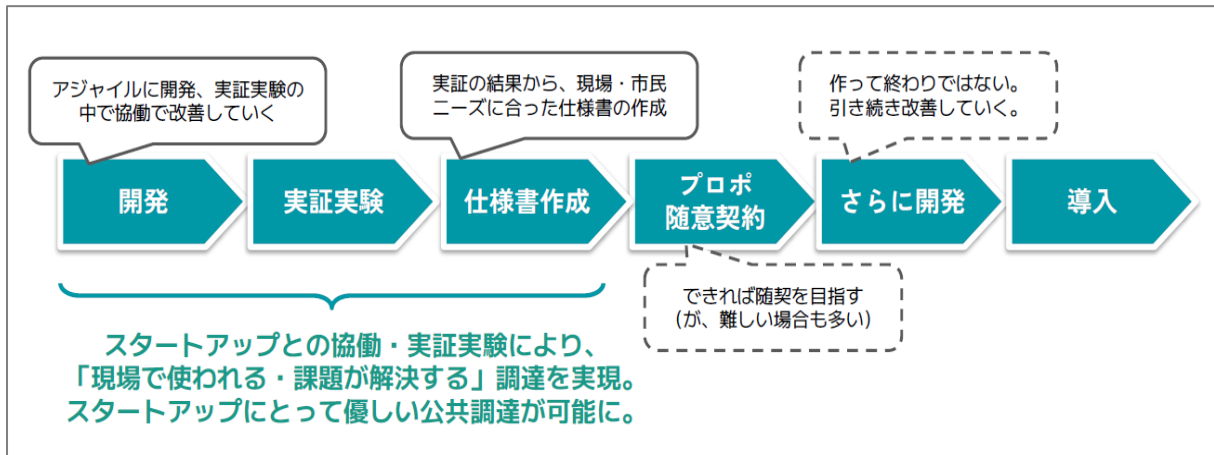 アジャイルに開発、実証実験の
中で協働で改善していく
実証の結果から、現場・市民
ニーズに合った仕様書の作成
作って終わりではない。
引き続き改善していく。
開発
実証実験
仕様書作成
プロポ
随意契約
さらに開発
導入
できれば随契を目指す
(が、難しい場合も多い)
スタートアップとの協働・実証実験により、
「現場で使われる・課題が解決する」調達を実現。
スタートアップにとって優しい公共調達が可能に。